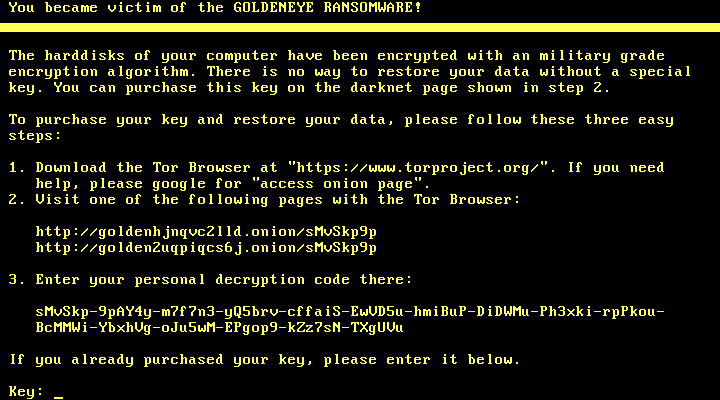 You became victim of the GOLDENEYE RANSOMWARE!
The harddisks of your computer have been encrypted with an military grade
encryption algorithm. There is no way to restore your data without a special
key. You can purchase this key on the darknet page shown in step 2.
To purchase your key and restore your data, please follow these three easy
steps:
1. Download the Tor Browser at "https://www.torproject.org/". If you need
help, please google for "access onion page".
2. Visit one of the following pages with the Tor Browser:
http://goldenhjnqvc2lld.onion/sMvSkp9p
http://golden2uqpiqcs6j.onion/sMvSkp9p
3. Enter your personal decryption code there:
sMvSkp-9pAY4y-m7f7n3-yQ5brv-cffaiS-EwVD5u-hmiBuP-DiDWMu-Ph3xki-rpPkou-
BcMMWi-YbxhVg-oJu5wM-EPgop9-kZz7sN-TXgUVu
If you already purchased your key, please enter it below.
Key: _